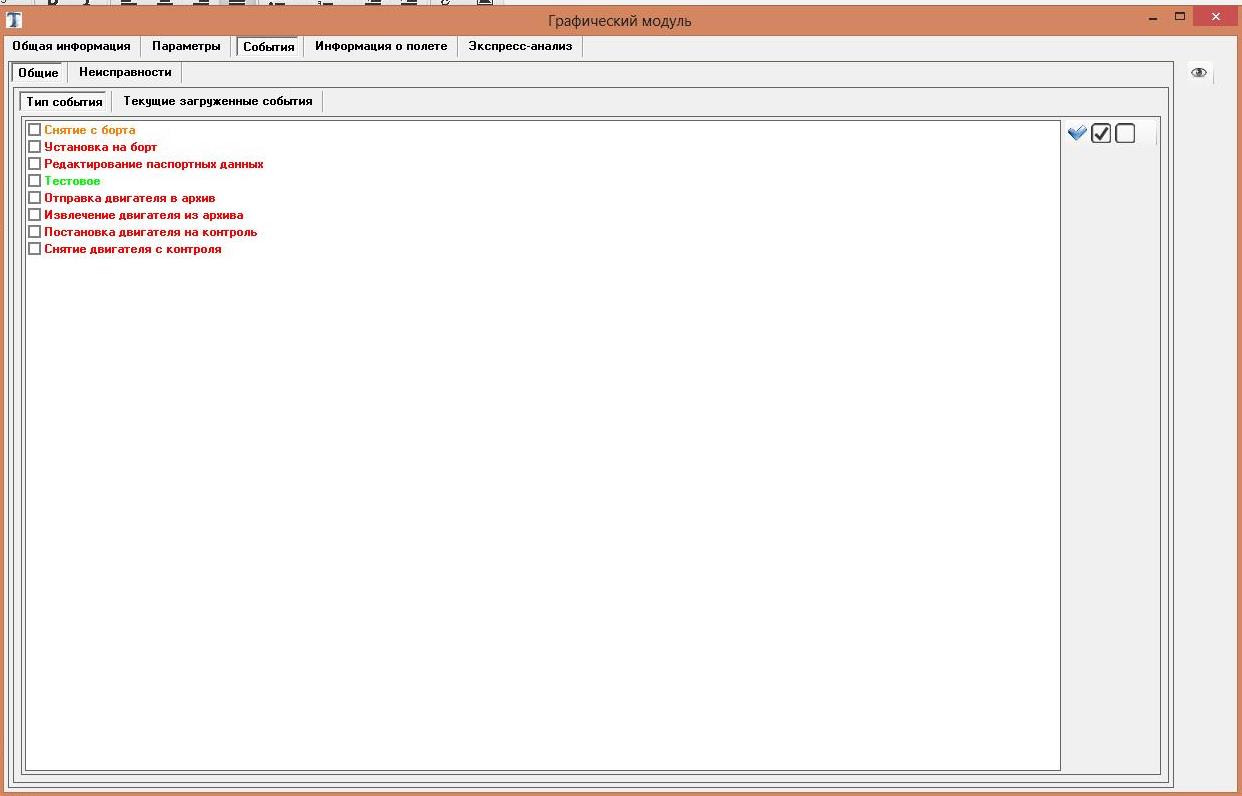 Графический модуль
Общая информация Параметры События Информация о полете Экспресс-анализ
Общие Неисправности
Тип события Текущие загруженные события
Снятие с борта
Установка на борт
Редактирование паспортных данных
Тестовое
Отправка двигателя в архив
Извлечение двигателя из архива
Постановка двигателя на контроль
Снятие двигателя с контроля